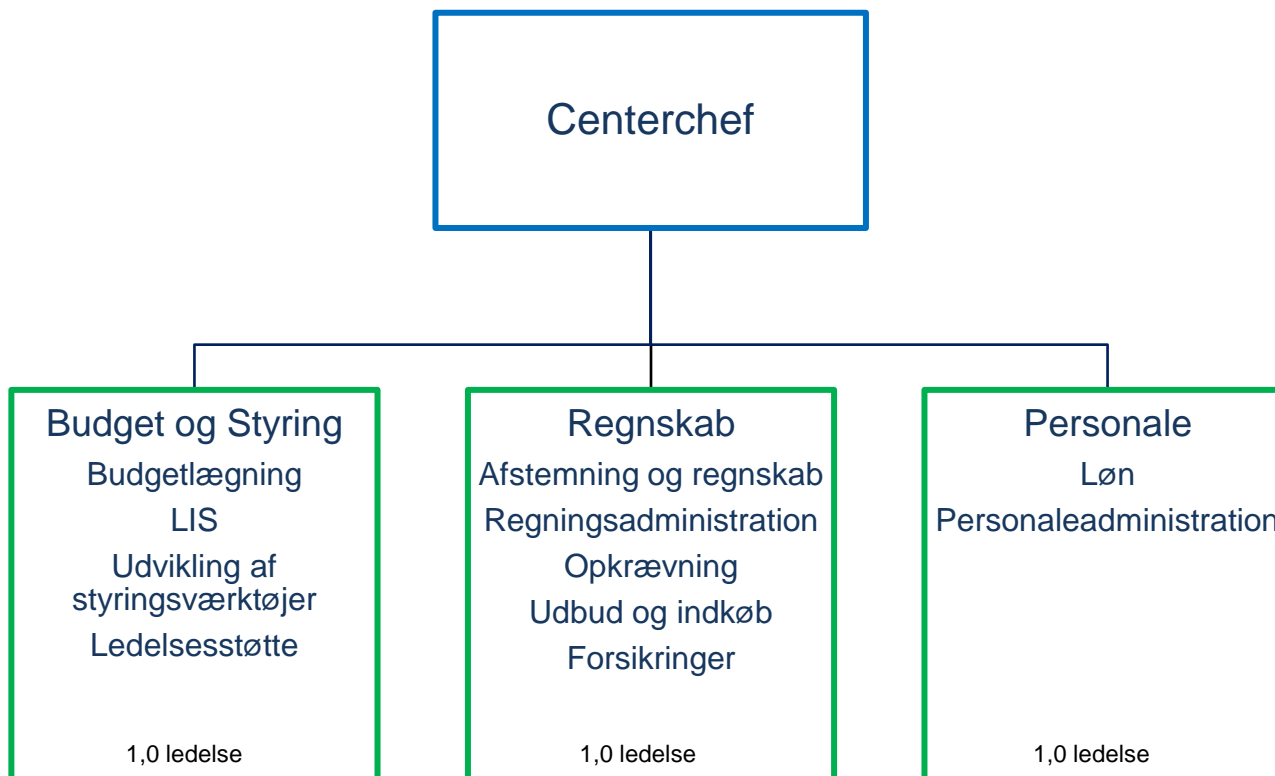 Centerchef
Budget og Styring
Budgetlægning
LIS
Udvikling af
styringsværktøjer
Ledelsesstøtte
1,0 ledelse
Regnskab
Afstemning og regnskab
Regningsadministration
Opkrævning
Udbud og indkøb
Forsikringer
1,0 ledelse
Personale
Løn
Personaleadministration
1,0 ledelse